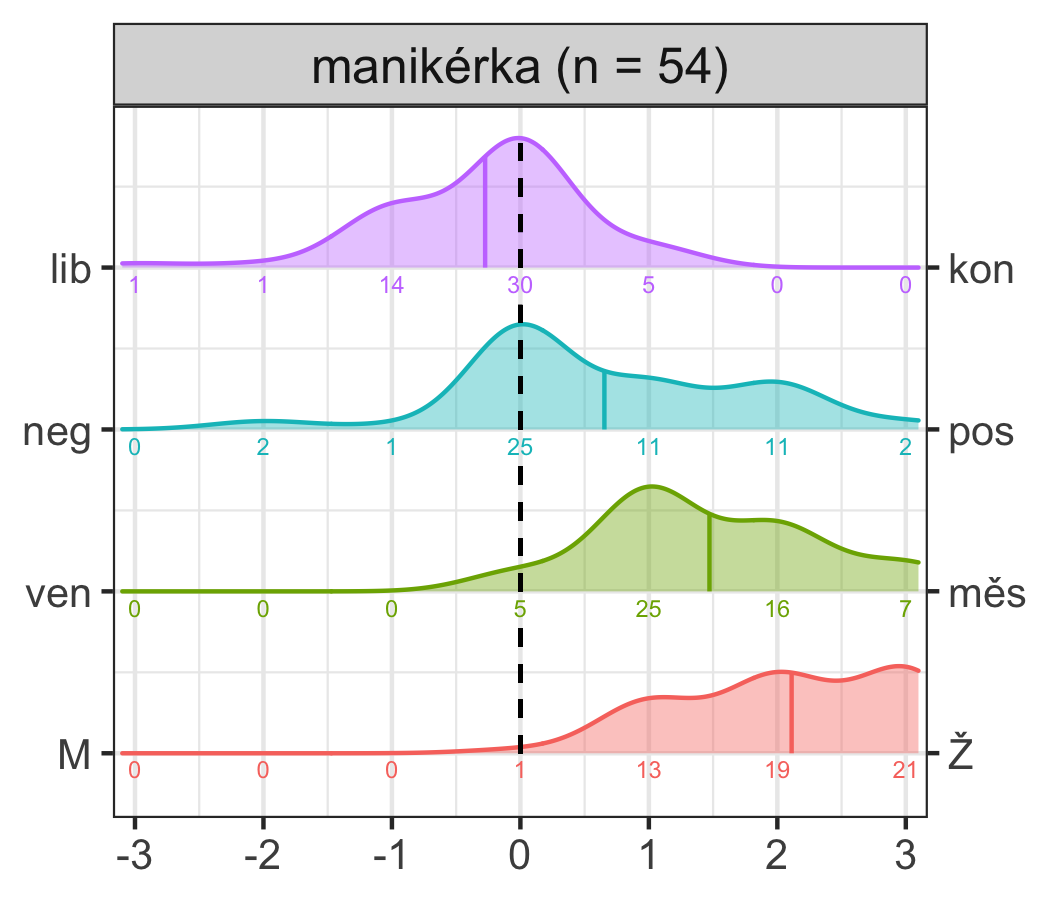 manikérka (n = 54)
lib kon
1 1 14 30 5 0 0
neg pos
0 2 1 25 11 11 2
ven měs
0 0 0 5 25 16 7
M Ž
0 0 0 1 13 19 21
-3 -2 -1 0 1 2 3